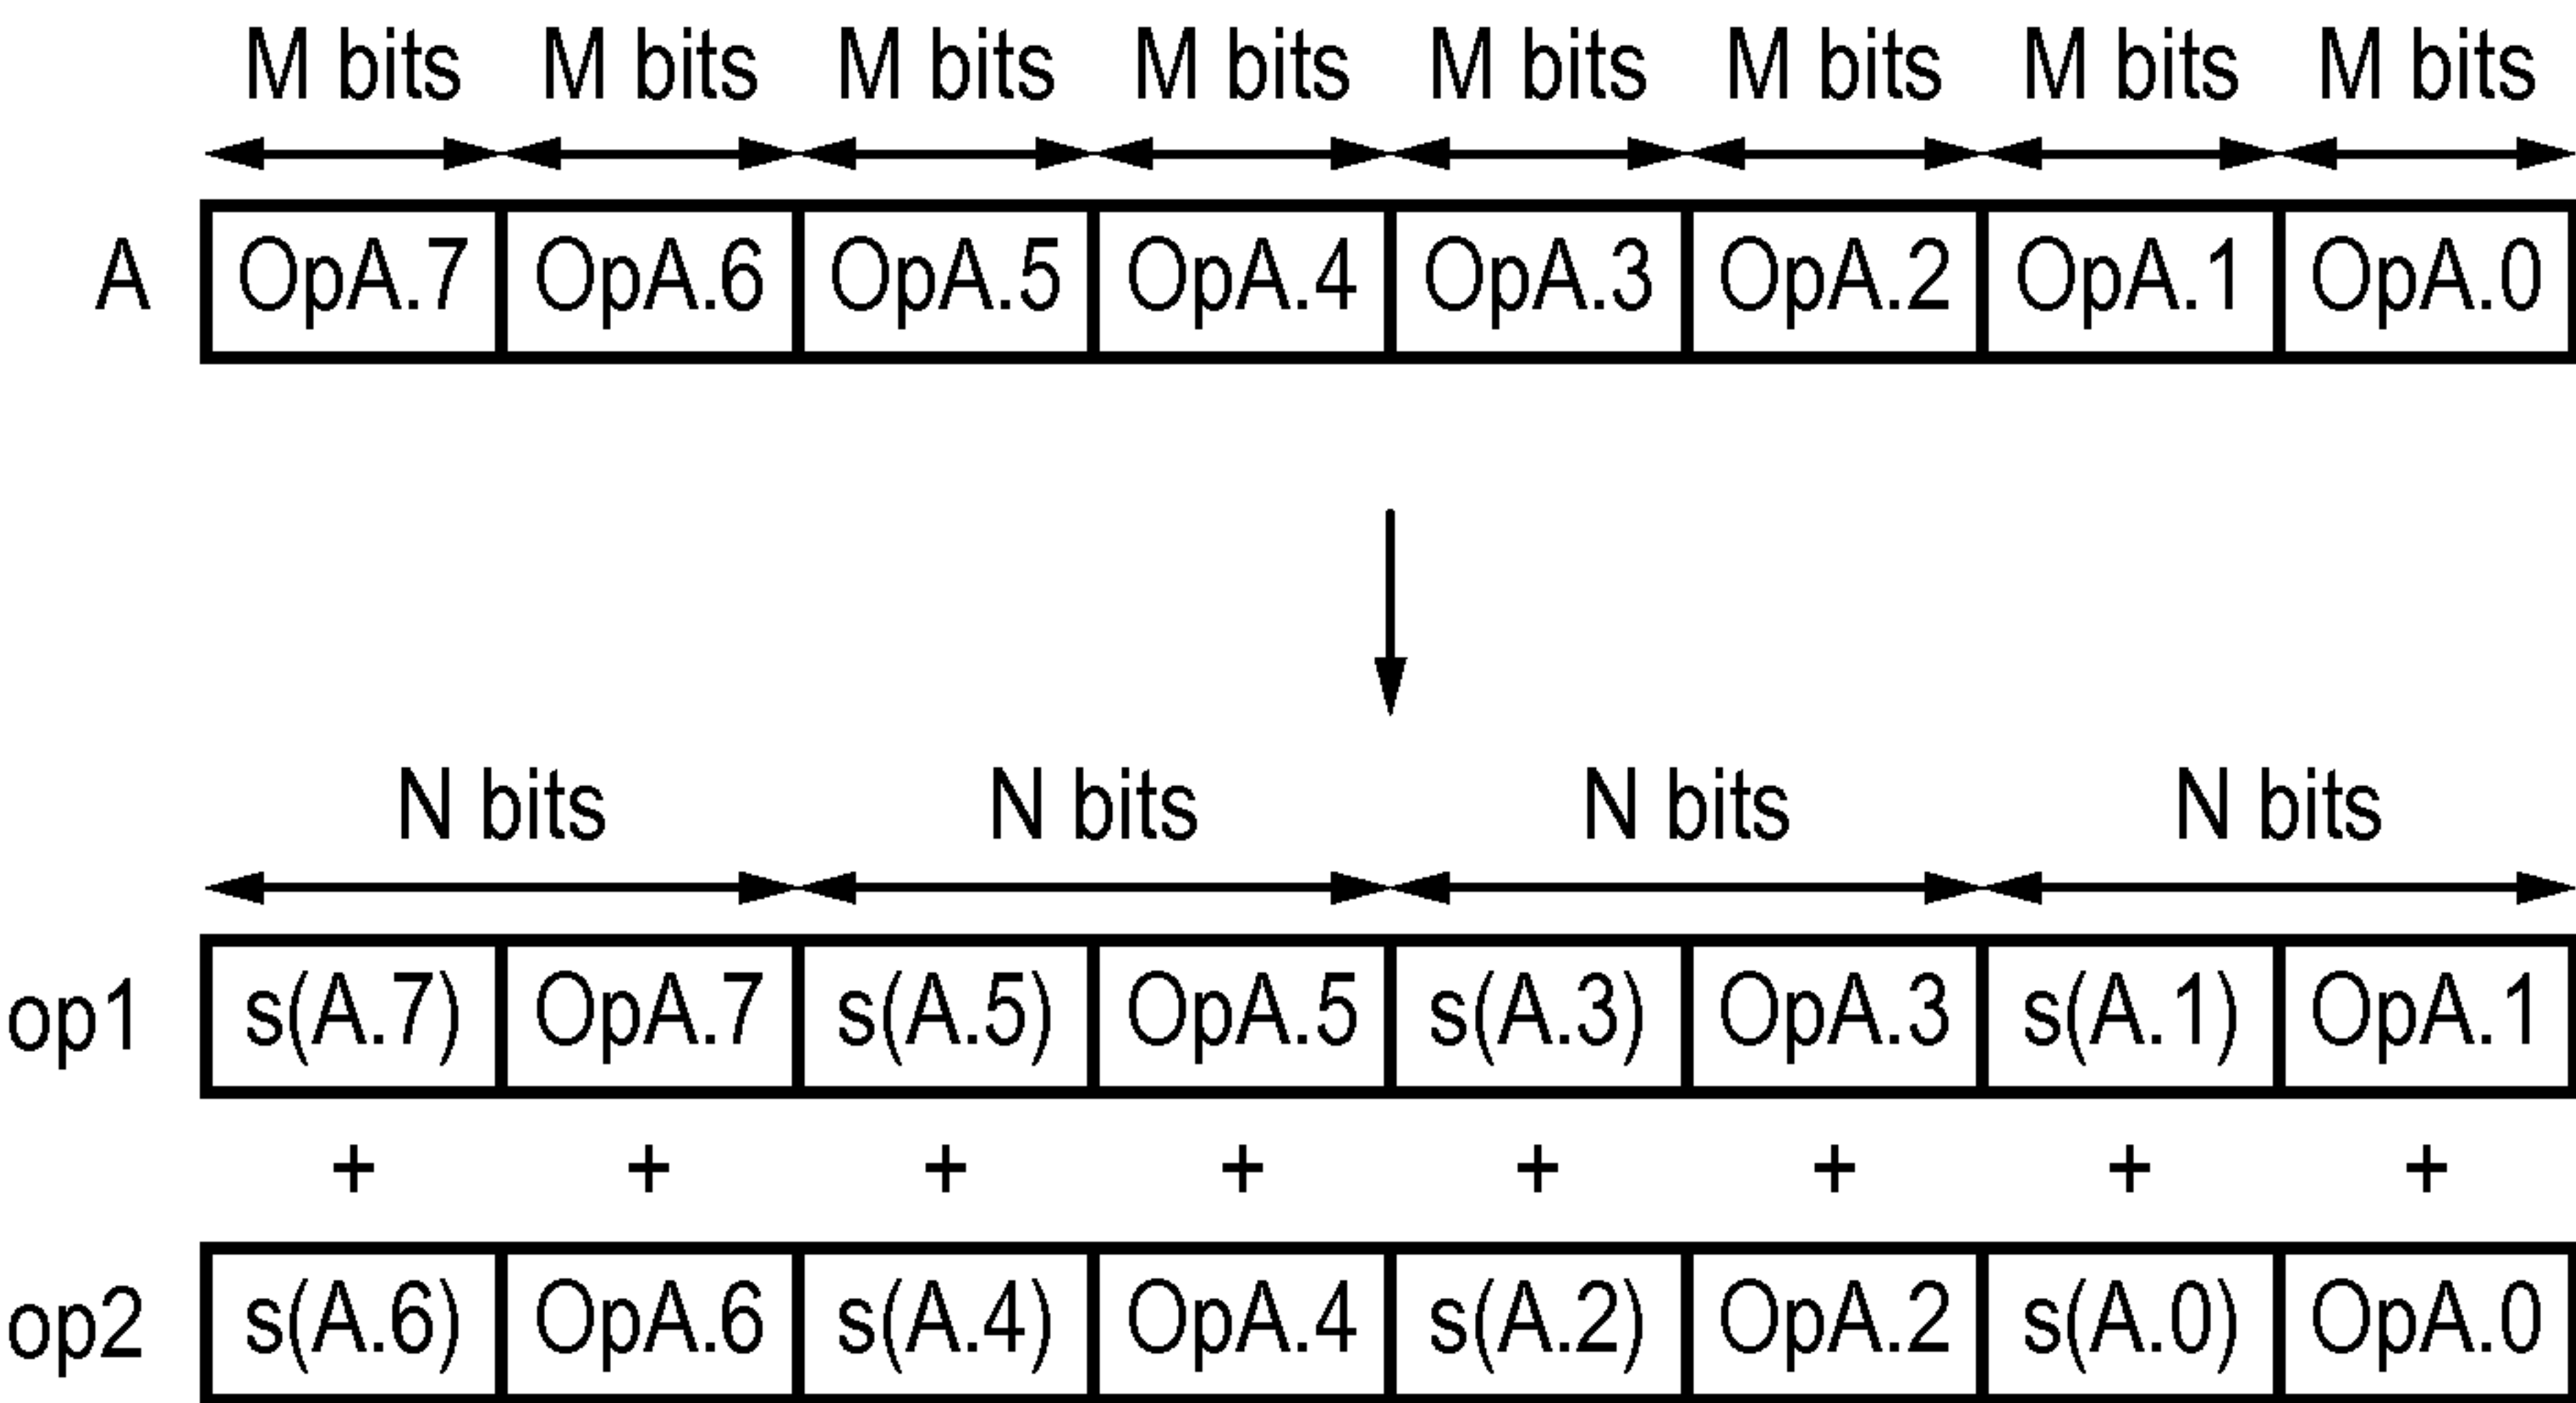 M bits M bits M bits M bits M bits M bits M bits M bits
A OpA.7 OpA.6 OpA.5 OpA.4 OpA.3 OpA.2 OpA.1 OpA.0
N bits N bits N bits N bits
op1 s(A.7) OpA.7 s(A.5) OpA.5 s(A.3) OpA.3 s(A.1) OpA.1
+ + + + + + + +
op2 s(A.6) OpA.6 s(A.4) OpA.4 s(A.2) OpA.2 s(A.0) OpA.0